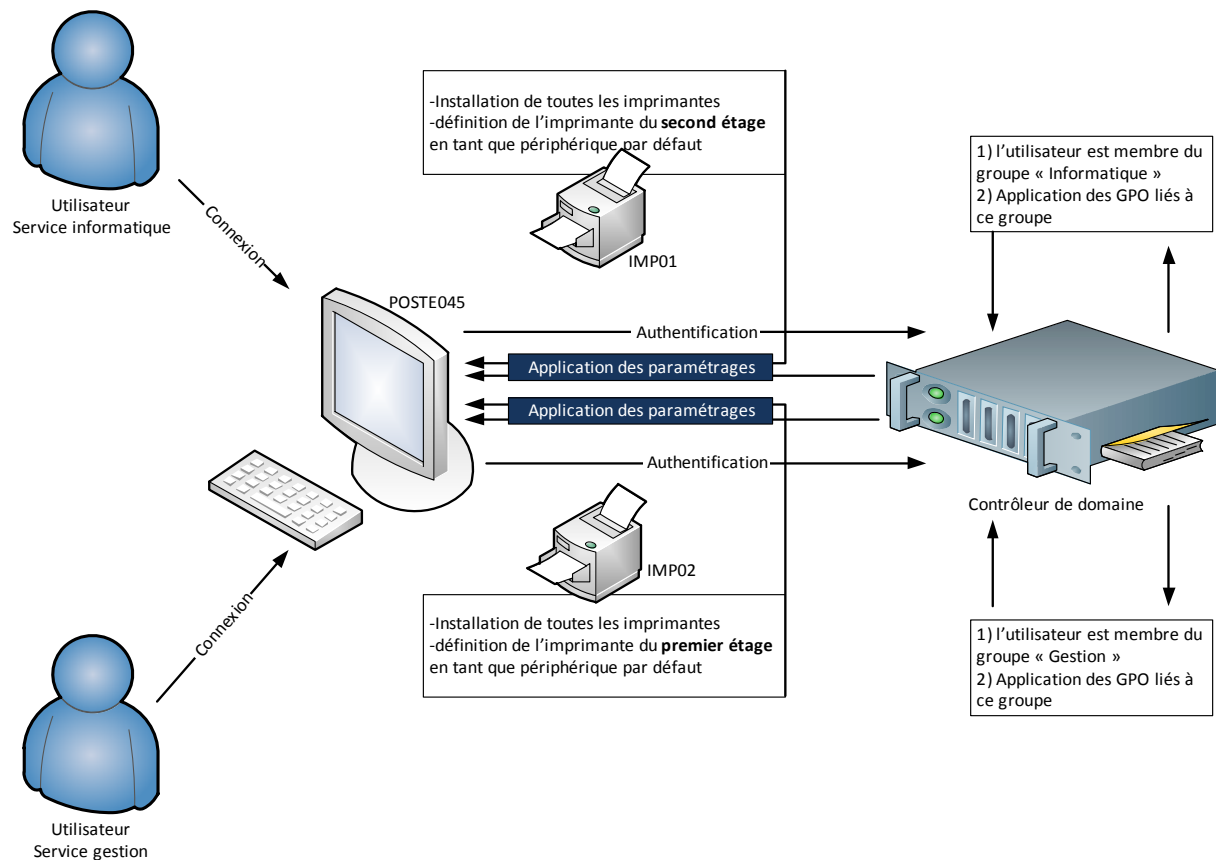 -Installation de toutes les imprimantes
-définition de l'imprimante du second étage
en tant que périphérique par défaut
1) l'utilisateur est membre du
groupe « Informatique »
2) Application des GPO liés à
ce groupe
Utilisateur
Service informatique
Connexion
IMP01
POSTE045
Authentification
Application des paramétrages
Application des paramétrages
Authentification
Contrôleur de domaine
IMP02
Connexion
-Installation de toutes les imprimantes
-définition de l'imprimante du premier étage
en tant que périphérique par défaut
1) l'utilisateur est membre du
groupe « Gestion »
2) Application des GPO liés à
ce groupe
Utilisateur
Service gestion